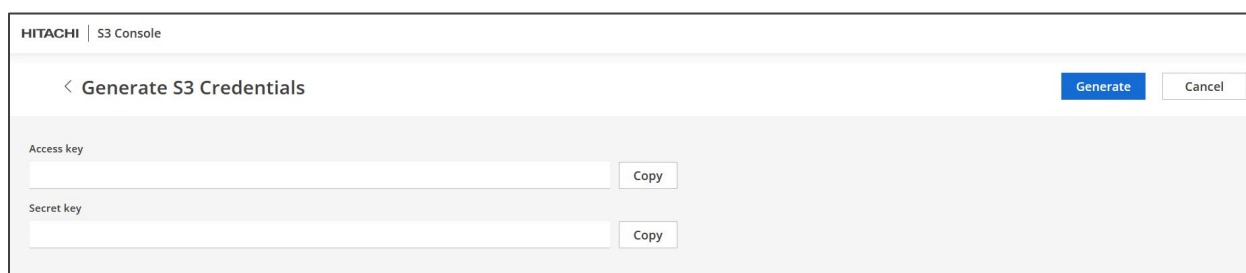 HITACHI S3 Console
< Generate S3 Credentials Generate Cancel
Access key
Copy
Secret key
Copy